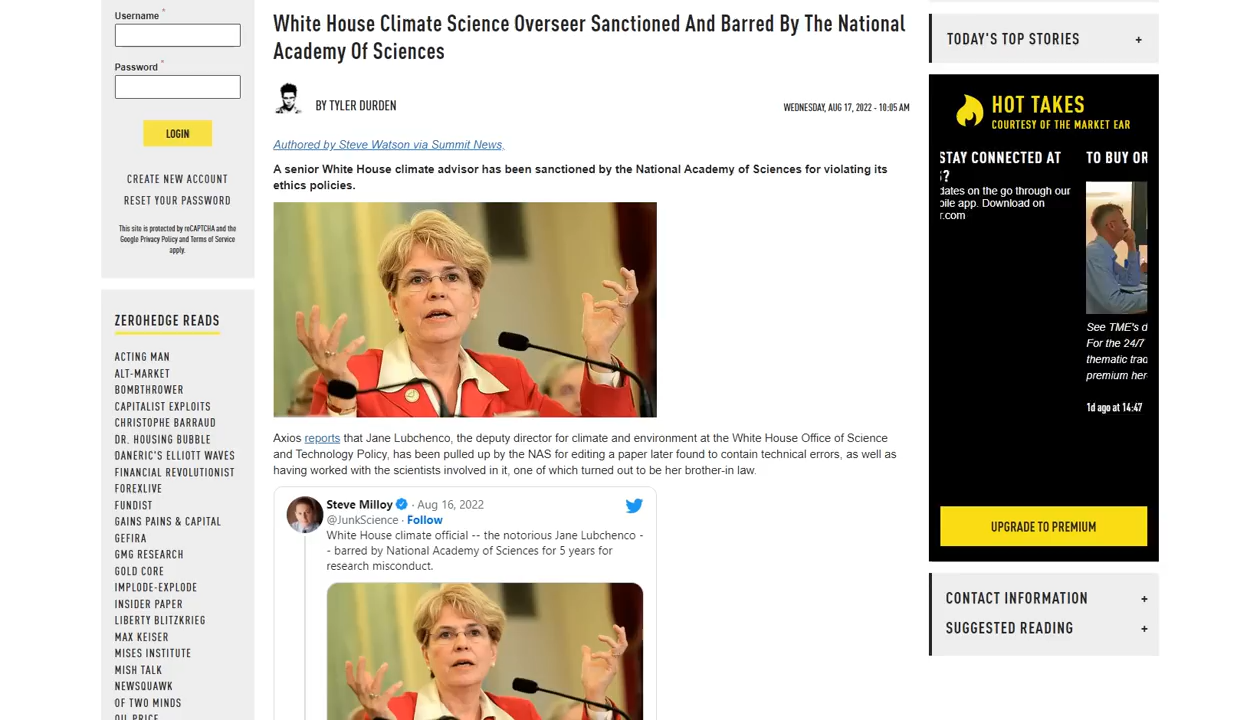 Username *
Password *
LOGIN
CREATE NEW ACCOUNT
RESET YOUR PASSWORD
This site is protected by reCAPTCHA and the
Google Privacy Policy and Terms of Service
apply.
ZEROHEDGE READS
ACTING MAN
ALT-MARKET
BOMBTHROWER
CAPITALIST EXPLOITS
CHRISTOPHE BARRAUD
DR. HOUSING BUBBLE
DANERIC'S ELLIOTT WAVES
FINANCIAL REVOLUTIONIST
FOREXLIVE
FUNDIST
GAINS PAINS & CAPITAL
GEFIRA
GMG RESEARCH
GOLD CORE
IMPLODE-EXPLODE
INSIDER PAPER
LIBERTY BLITZKRIEG
MAX KEISER
MISES INSTITUTE
MISH TALK
NEWSQUAWK
OF TWO MINDS
OIL PRICE
White House Climate Science Overseer Sanctioned And Barred By The National
Academy Of Sciences
BY TYLER DURDEN
WEDNESDAY, AUG 17, 2022 - 10:05 AM
Authored by Steve Watson via Summit News,
A senior White House climate advisor has been sanctioned by the National Academy of Sciences for violating its
ethics policies.
Axios reports that Jane Lubchenco, the deputy director for climate and environment at the White House Office of Science
and Technology Policy, has been pulled up by the NAS for editing a paper later found to contain technical errors, as well as
having worked with the scientists involved in it, one of which turned out to be her brother-in law.
Steve Milloy · Aug 16, 2022
@JunkScience · Follow
White House climate official -- the notorious Jane Lubchenco -
- barred by National Academy of Sciences for 5 years for
research misconduct.
TODAY'S TOP STORIES +
HOT TAKES
COURTESY OF THE MARKET EAR
STAY CONNECTED AT
?
dates on the go through our
bile app. Download on
r.com
TO BUY OR
See TME's d
For the 24/7
thematic trad
premium her
1d ago at 14:47
UPGRADE TO PREMIUM
CONTACT INFORMATION +
SUGGESTED READING +